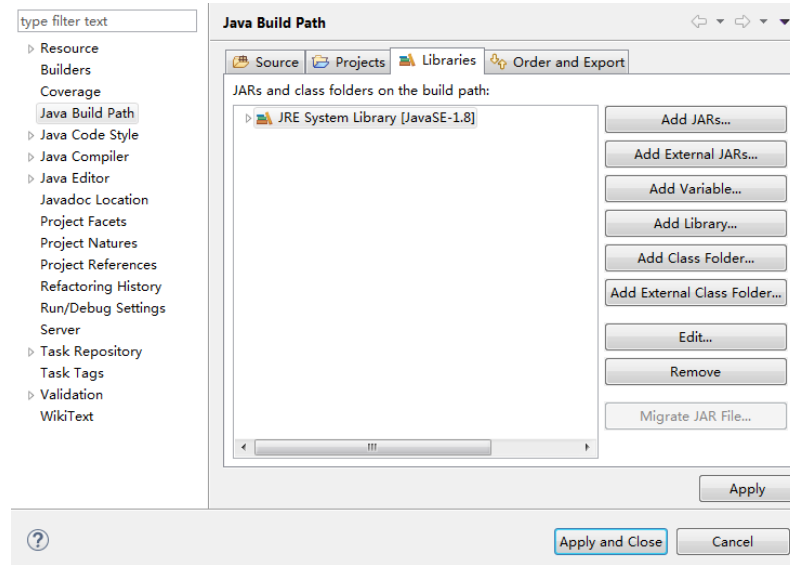 type filter text
Resource
Builders
Coverage
Java Build Path
Java Code Style
Java Compiler
Java Editor
Javadoc Location
Project Facets
Project Natures
Project References
Refactoring History
Run/Debug Settings
Server
Task Repository
Task Tags
Validation
WikiText
Java Build Path
Source Projects Libraries Order and Export
JARs and class folders on the build path:
JRE System Library [JavaSE-1.8]
Add JARs...
Add External JARs...
Add Variable...
Add Library...
Add Class Folder...
Add External Class Folder...
Edit...
Remove
Migrate JAR File...
Apply
Apply and Close Cancel